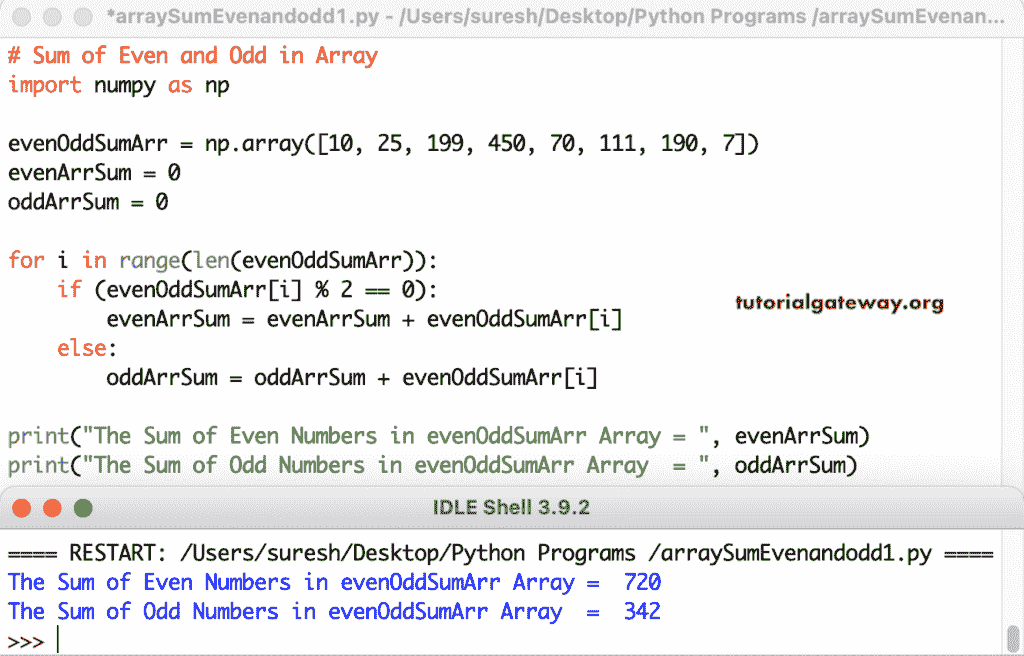 *arraySumEvenandodd1.py - /Users/suresh/Desktop/Python Programs /arraySumEvenan...
# Sum of Even and Odd in Array
import numpy as np
evenOddSumArr = np.array([10, 25, 199, 450, 70, 111, 190, 7])
evenArrSum = 0
oddArrSum = 0
for i in range(len(evenOddSumArr)):
    if (evenOddSumArr[i] % 2 == 0):
        evenArrSum = evenArrSum + evenOddSumArr[i]
tutorialgateway.org
    else:
        oddArrSum = oddArrSum + evenOddSumArr[i]
print("The Sum of Even Numbers in evenOddSumArr Array = ", evenArrSum)
print("The Sum of Odd Numbers in evenOddSumArr Array  = ", oddArrSum)
IDLE Shell 3.9.2
==== RESTART: /Users/suresh/Desktop/Python Programs /arraySumEvenandodd1.py ====
The Sum of Even Numbers in evenOddSumArr Array =  720
The Sum of Odd Numbers in evenOddSumArr Array  =  342
>>>